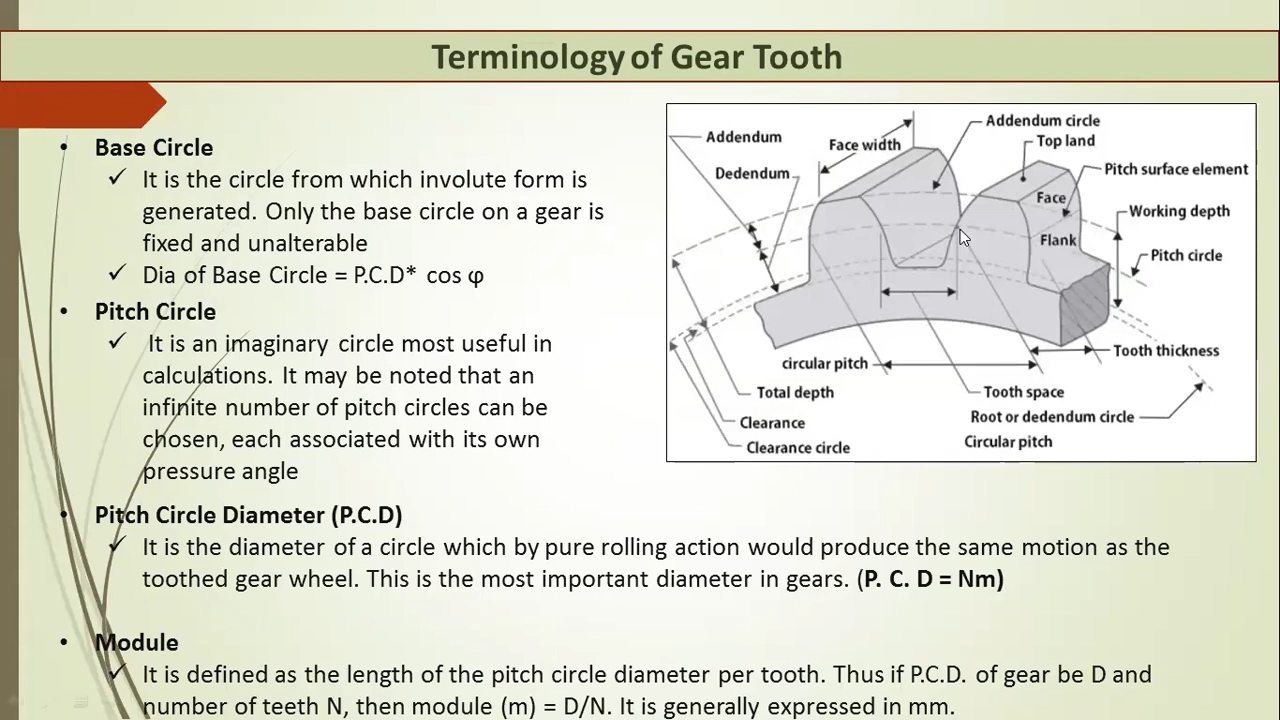 Terminology of Gear Tooth
• Base Circle
✓ It is the circle from which involute form is
generated. Only the base circle on a gear is
fixed and unalterable
✓ Dia of Base Circle = P.C.D* cos φ
• Pitch Circle
✓ It is an imaginary circle most useful in
calculations. It may be noted that an
infinite number of pitch circles can be
chosen, each associated with its own
pressure angle
• Pitch Circle Diameter (P.C.D)
✓ It is the diameter of a circle which by pure rolling action would produce the same motion as the
toothed gear wheel. This is the most important diameter in gears. (P. C. D = Nm)
• Module
✓ It is defined as the length of the pitch circle diameter per tooth. Thus if P.C.D. of gear be D and
number of teeth N, then module (m) = D/N. It is generally expressed in mm.
Addendum
Face width
Addendum circle
Top land
Dedendum
Pitch surface element
Face
Working depth
Flank
Pitch circle
circular pitch
Tooth thickness
Total depth
Tooth space
Clearance
Root or dedendum circle
Clearance circle
Circular pitch